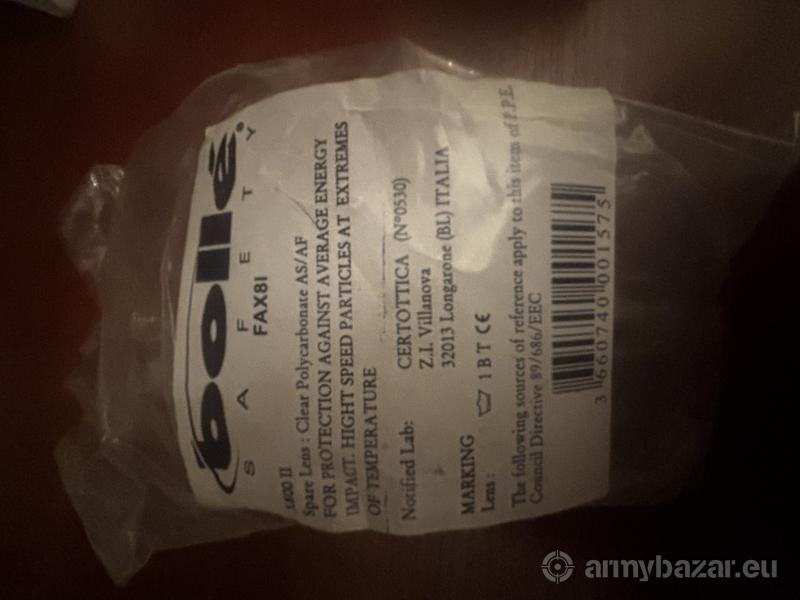 bollé
SAFETY
FAX8I
X800 II
Spare Lens : Clear Polycarbonate AS/AF
FOR PROTECTION AGAINST AVERAGE ENERGY
IMPACT. HIGHT SPEED PARTICLES AT EXTREMES
OF TEMPERATURE
Notified Lab: CERTOTTICA (N°0530)
Z.I. Villanova
32013 Longarone (BL) ITALIA
MARKING
Lens : 1 B T CE
The following sources of reference apply to this item of P.P.E.
Council Directive 89/686/EEC
3 660740 001575
armybazar.eu